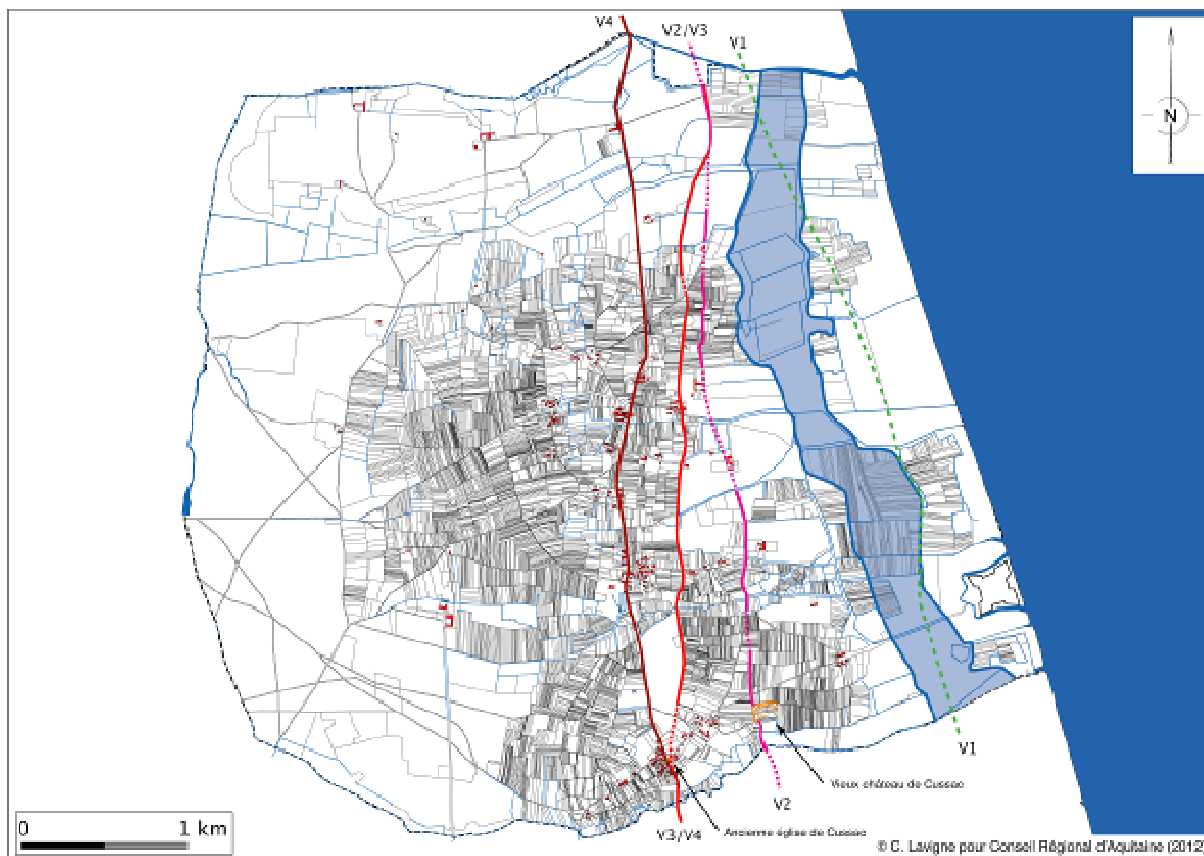 V4
V2/V3
V1
N
V1
Vieux château de Cussac
V2
0 1 km
V3/V4
Ancienne église de Cussac
© C. Lavigne pour Conseil Régional d'Aquitaine (2012)